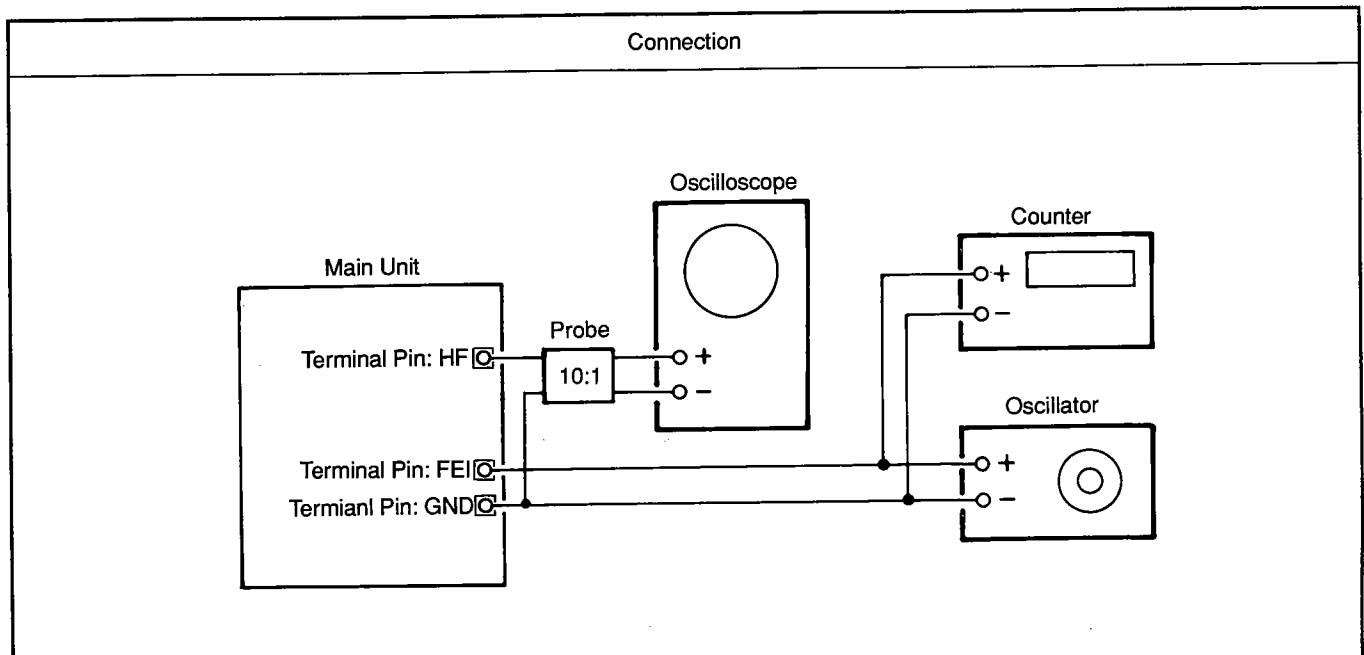 Connection
Oscilloscope
Counter
+
−
Main Unit
Probe
Terminal Pin: HF
10:1
+
−
Oscillator
Terminal Pin: FEI
+
Termianl Pin: GND
−